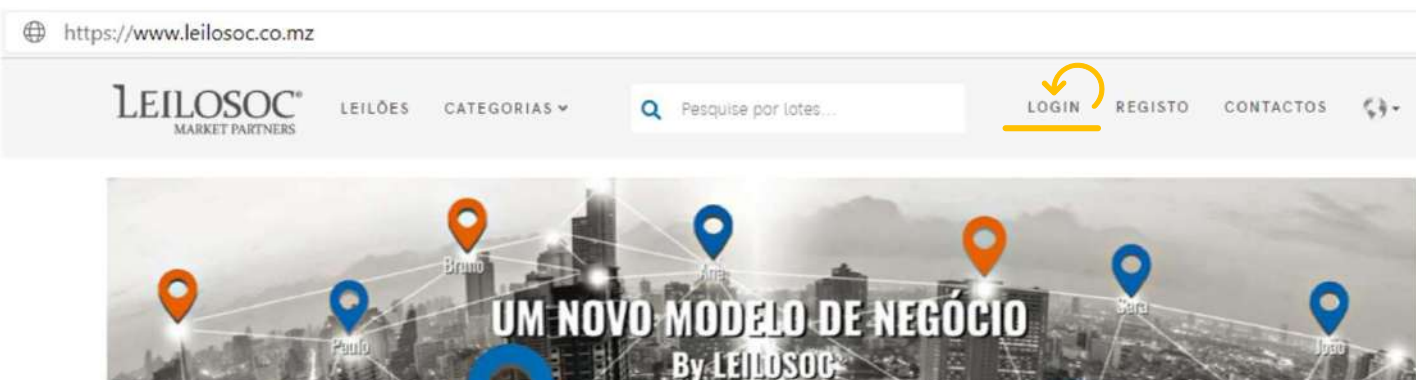 https://www.leilosoc.co.mz
LEILOSOC®
MARKET PARTNERS
LEILÕES
CATEGORIAS
Pesquise por lotes...
LOGIN
REGISTO
CONTACTOS
Bruno
Ana
Sara
Paulo
João
UM NOVO MODELO DE NEGÓCIO
By LEILOSOC